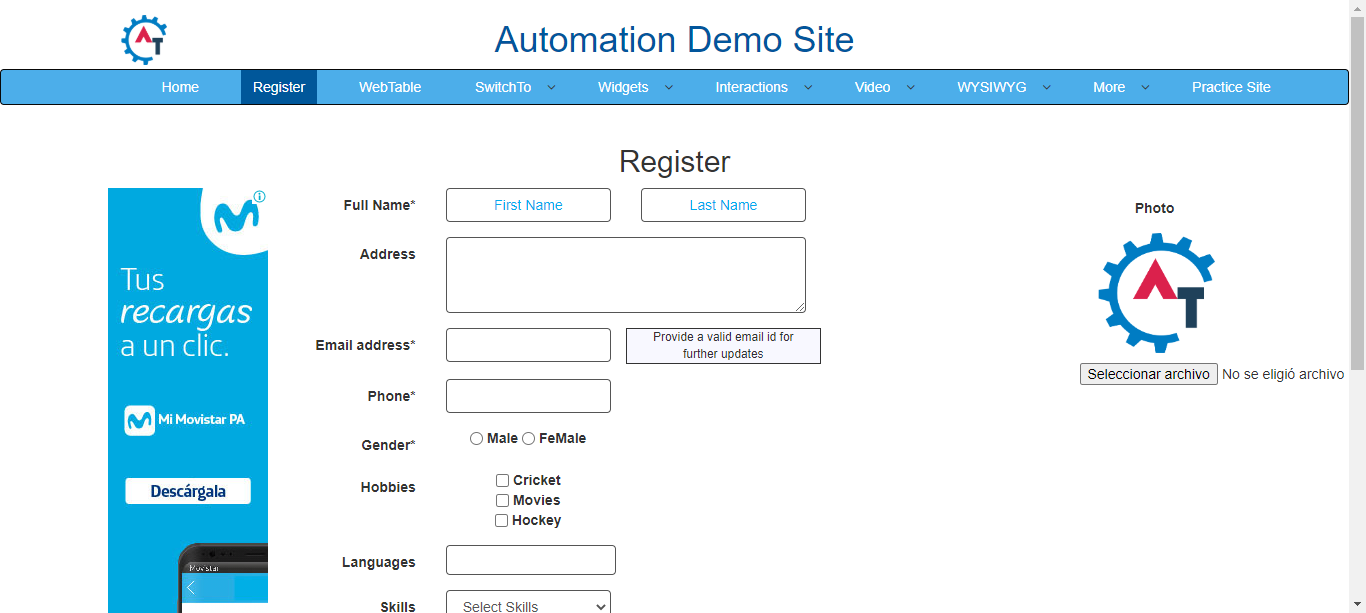 Automation Demo Site
Home Register WebTable SwitchTo Widgets Interactions Video WYSIWYG More Practice Site
Register
Tus
recargas
a un clic.
Mi Movistar PA
Descárgala
Movistar
Full Name* First Name Last Name
Address
Email address*
Provide a valid email id for
further updates
Phone*
Gender* Male FeMale
Hobbies
Cricket
Movies
Hockey
Languages
Skills Select Skills
Photo
AT
Seleccionar archivo No se eligió archivo